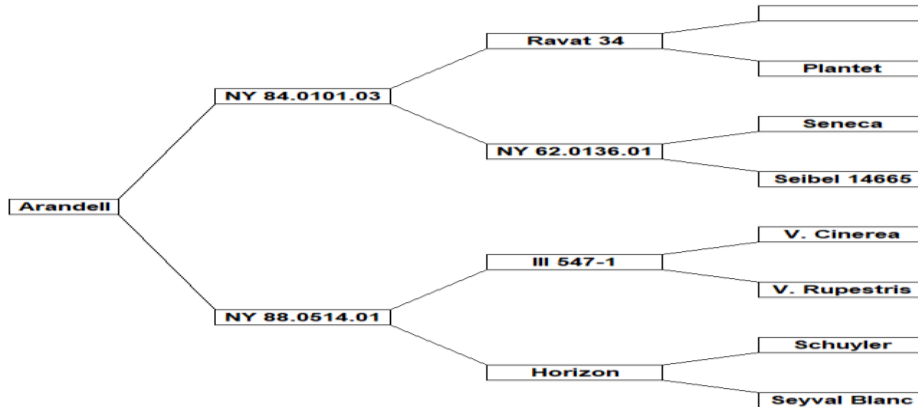 Ravat 34
Plantet
NY 84.0101.03
Seneca
NY 62.0136.01
Seibel 14665
Arandell
V. Cinerea
Ill 547-1
V. Rupestris
NY 88.0514.01
Schuyler
Horizon
Seyval Blanc